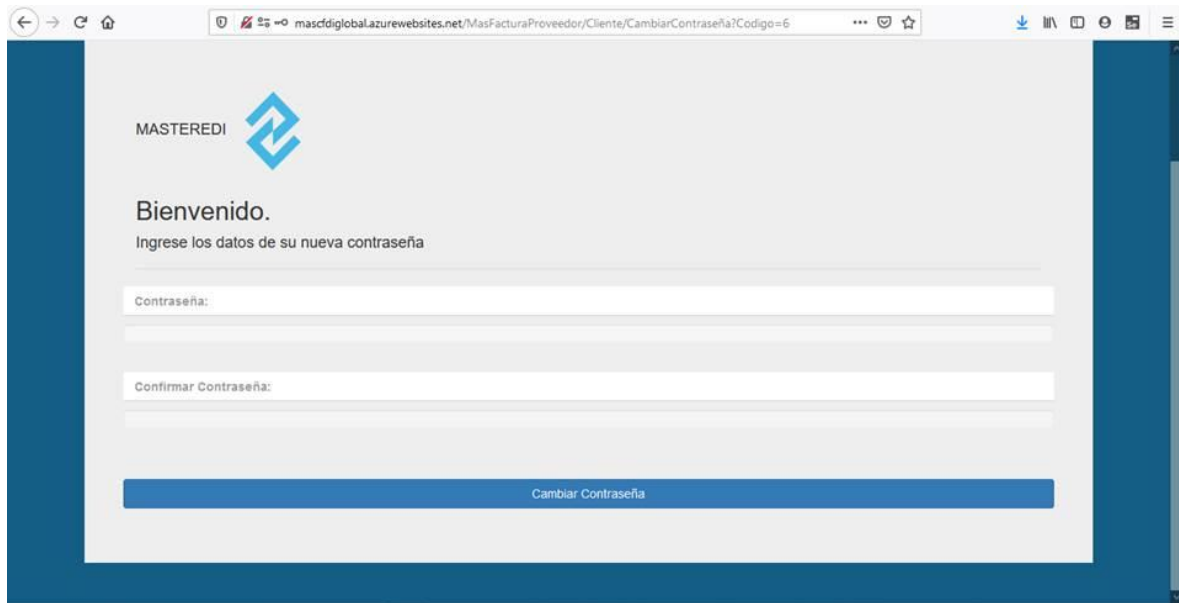 mascfdiglobal.azurewebsites.net/MasFacturaProveedor/Cliente/CambiarContraseña?Codigo=6
MASTEREDI
Bienvenido.
Ingrese los datos de su nueva contraseña
Contraseña:
Confirmar Contraseña:
Cambiar Contraseña